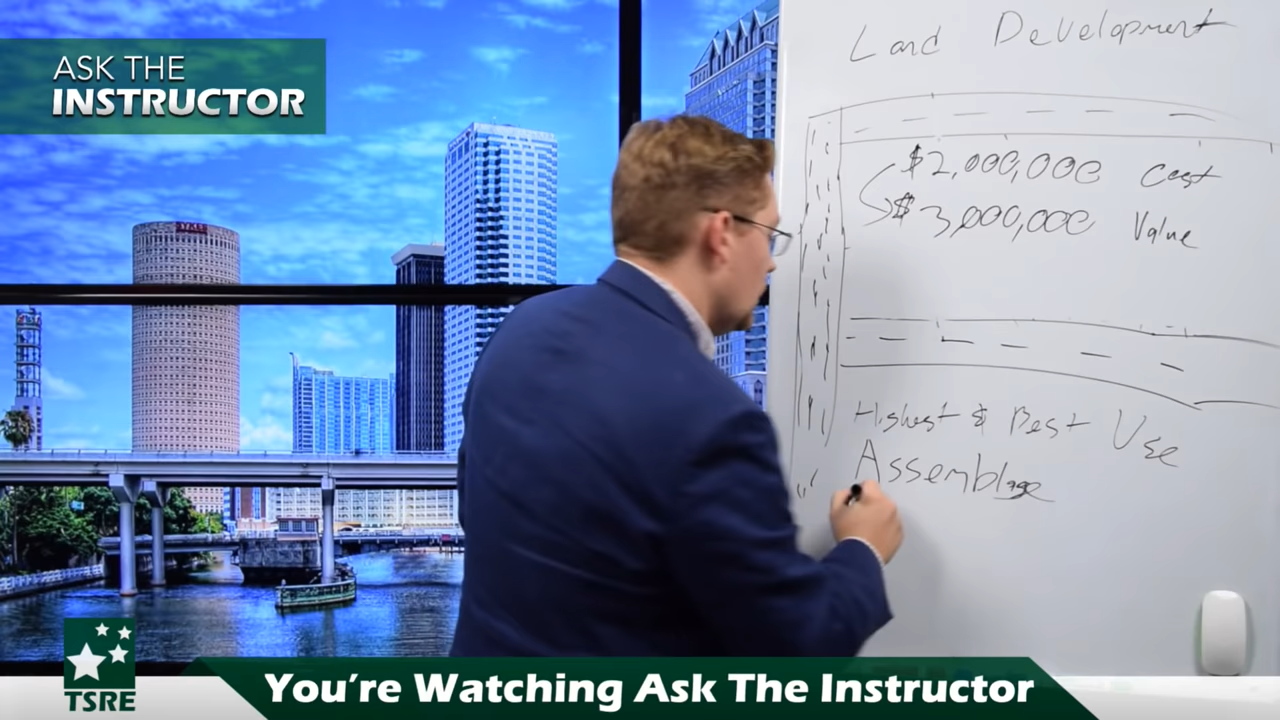 ASK THE
INSTRUCTOR
SYKES
Land Development
$2,000,000 Cost
$3,000,000 Value
Highest & Best Use
Assemblage
TSRE
You're Watching Ask The Instructor